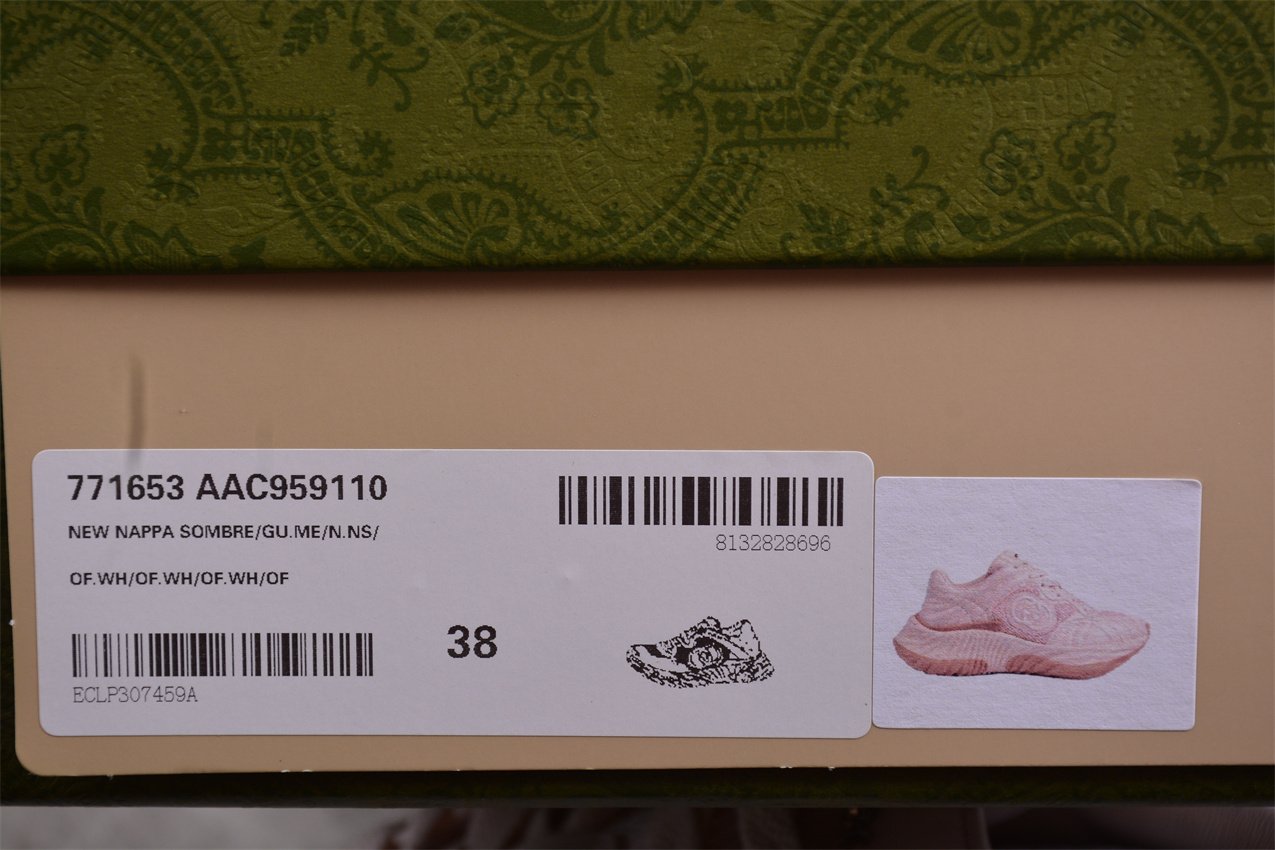 771653 AAC959110
NEW NAPPA SOMBRE/GU.ME/N.NS/
8132828696
OF.WH/OF.WH/OF.WH/OF
38
ECLP307459A